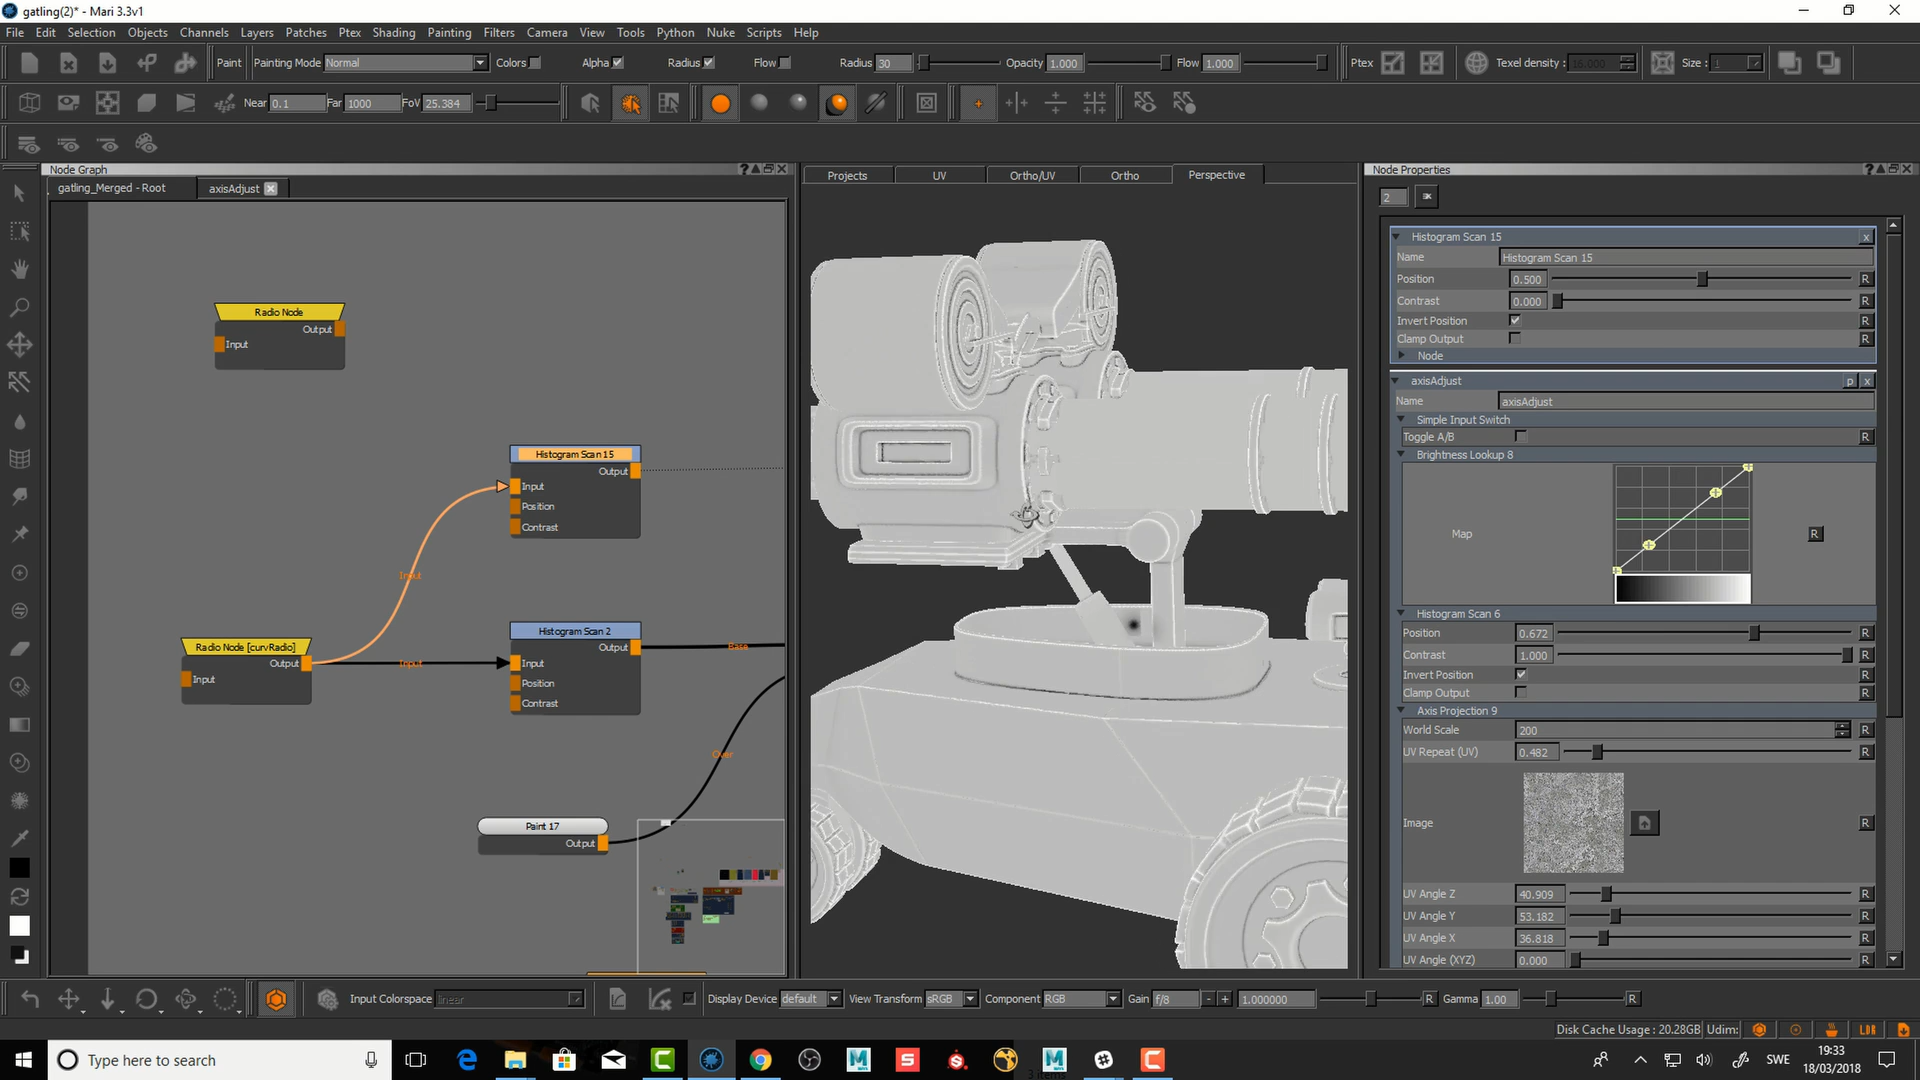 gatling(2)* - Mari 3.3v1
File Edit Selection Objects Channels Layers Patches Ptex Shading Painting Filters Camera View Tools Python Nuke Scripts Help
Paint Painting Mode Normal Colors Alpha Radius Flow Radius 30 Opacity 1.000 Flow 1.000 Ptex Texel density : Size : 1
Near 0.1 Far 1000 FoV 25.384
Node Graph
gatling_Merged - Root axisAdjust
Radio Node
Output
Input
Histogram Scan 15
Output
Input
Position
Contrast
Input
Radio Node [curvRadio]
Output
Input
Input
Histogram Scan 2
Output
Input
Position
Contrast
Base
Over
Paint 17
Output
Projects UV Ortho/UV Ortho Perspective
Node Properties
2
Histogram Scan 15 x
Name Histogram Scan 15
Position 0.500 R
Contrast 0.000 R
Invert Position R
Clamp Output R
Node
axisAdjust p x
Name axisAdjust
Simple Input Switch
Toggle A/B R
Brightness Lookup 8
Map R
Histogram Scan 6
Position 0.672 R
Contrast 1.000 R
Invert Position R
Clamp Output R
Axis Projection 9
World Scale 200 R
UV Repeat (UV) 0.482 R
Image R
UV Angle Z 40.909 R
UV Angle Y 53.182 R
UV Angle X 36.818 R
UV Angle (XYZ) 0.000 R
Input Colorspace linear Display Device default View Transform sRGB Component RGB Gain f/8 - + 1.000000 R Gamma 1.00 R
Disk Cache Usage : 20.28GB Udim: LDR
Type here to search
SWE
19:33
18/03/2018